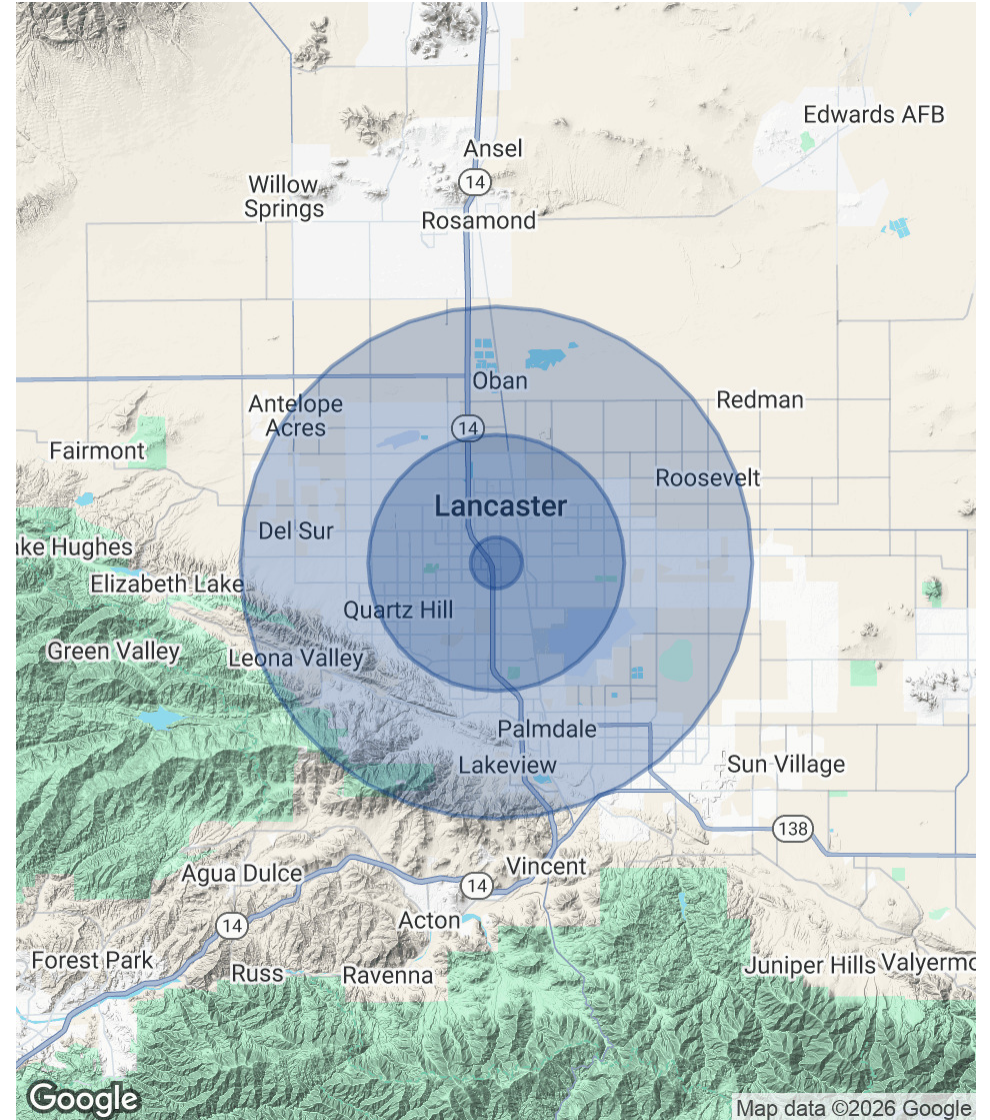 Edwards AFB
Ansel
14
Willow
Springs
Rosamond
Oban
Redman
Antelope
Acres
14
Fairmont
Roosevelt
Lancaster
Del Sur
ake Hughes
Elizabeth Lake
Quartz Hill
Green Valley
Leona Valley
Palmdale
Lakeview
Sun Village
138
Vincent
Agua Dulce
14
Acton
14
Forest Park
Russ
Ravenna
Juniper Hills
Valyermo
Google
Map data ©2026 Google